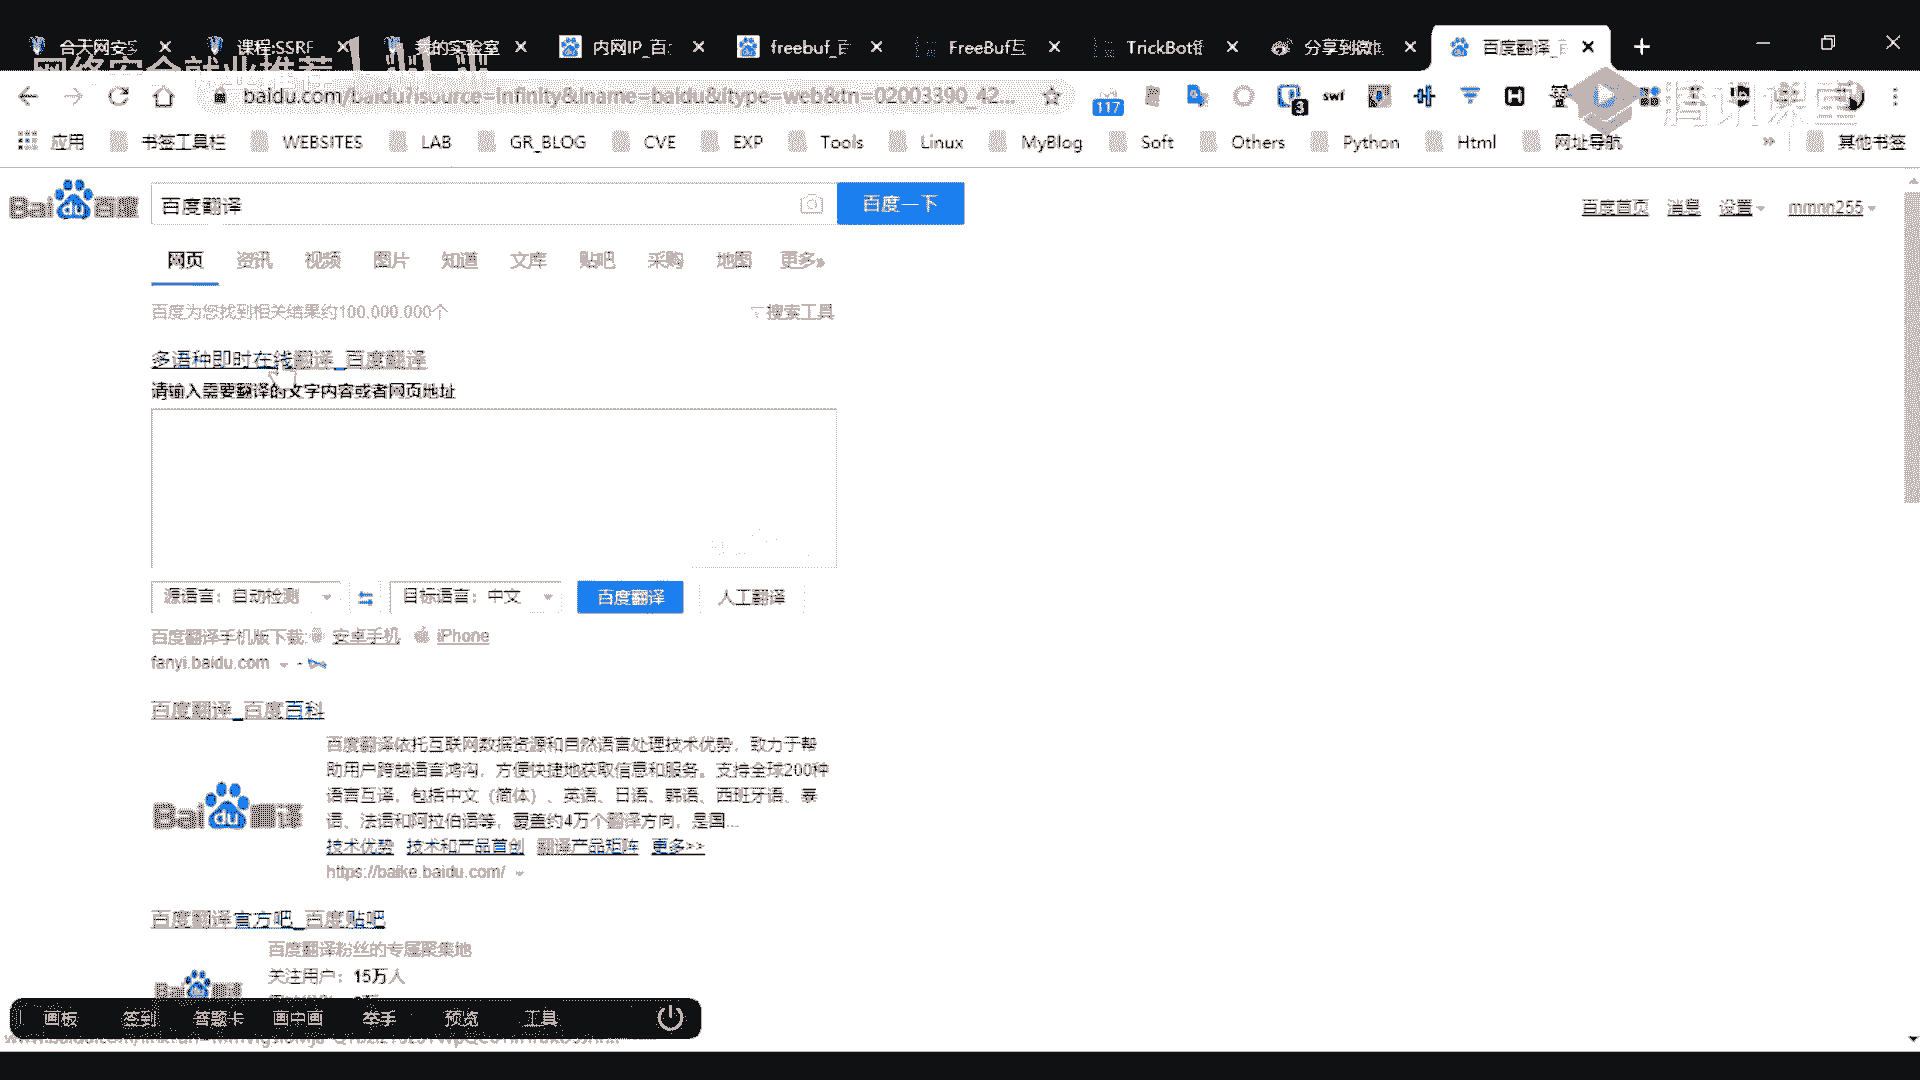 合天网安实
课程:SSRF
我的实验室
内网IP_百
freebuf_百
FreeBuf互
TrickBot银
分享到微博
百度翻译_百
网络安全就业推荐
腾讯课堂
baidu.com/baidu?isource=infinity&iname=baidu&itype=web&tn=02003390_42...
117
3
swf
应用
书签工具栏
WEBSITES
LAB
GR_BLOG
CVE
EXP
Tools
Linux
MyBlog
Soft
Others
Python
Html
网址导航
»
其他书签
Bai du 百度
百度翻译
百度一下
百度首页
消息
设置
mmnn255
网页
资讯
视频
图片
知道
文库
贴吧
采购
地图
更多»
百度为您找到相关结果约100,000,000个
搜索工具
多语种即时在线翻译_百度翻译
请输入需要翻译的文字内容或者网页地址
源语言：自动检测
目标语言：中文
百度翻译
人工翻译
百度翻译手机版下载: 安卓手机 iPhone
fanyi.baidu.com
百度翻译_百度百科
百度翻译依托互联网数据资源和自然语言处理技术优势，致力于帮
助用户跨越语言鸿沟，方便快捷地获取信息和服务。支持全球200种
语言互译，包括中文（简体）、英语、日语、韩语、西班牙语、泰
语、法语和阿拉伯语等，覆盖约4万个翻译方向，是国...
Bai du 翻译
技术优势 技术和产品首创 翻译产品矩阵 更多>>
https://baike.baidu.com/
百度翻译官方吧_百度贴吧
百度翻译粉丝的专属聚集地
关注用户：15万人
画板
签到
答题卡
画中画
举手
预览
工具